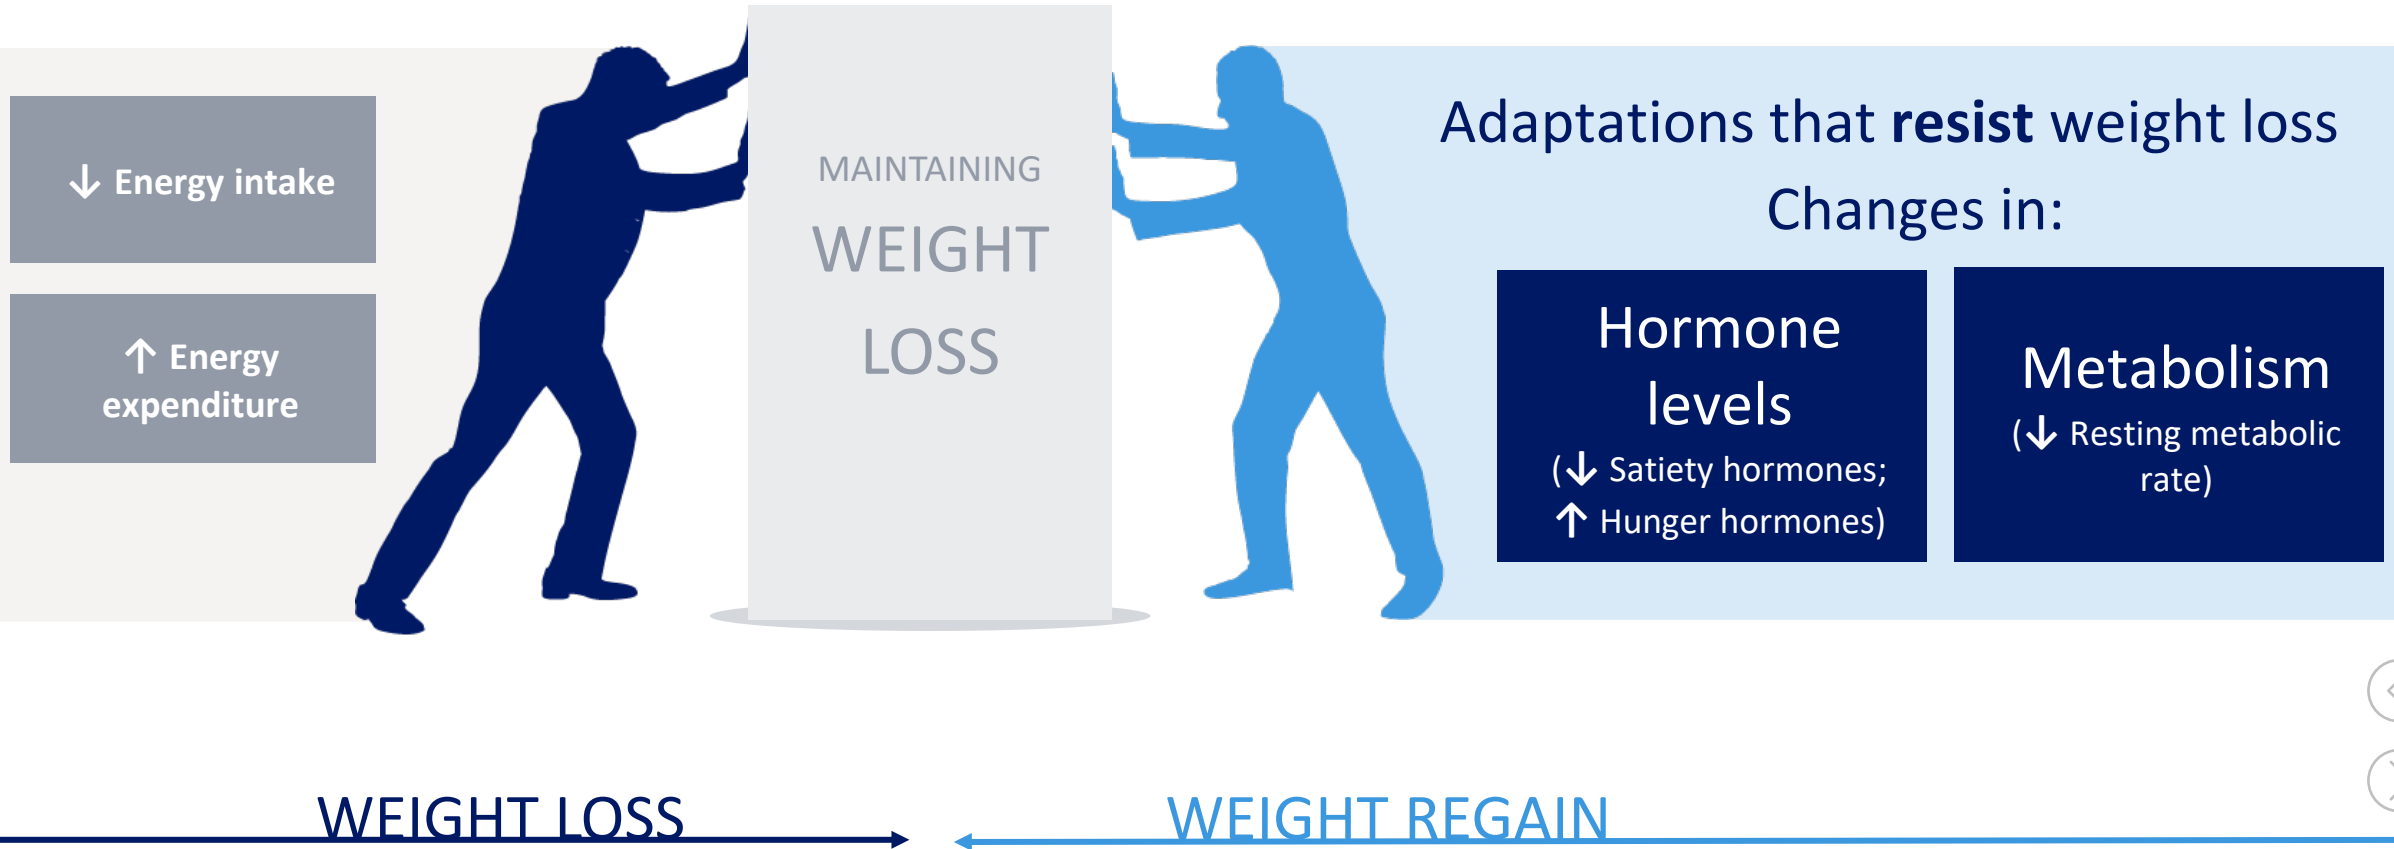 ↓ Energy intake
↑ Energy
expenditure
MAINTAINING
WEIGHT
LOSS
Adaptations that resist weight loss
Changes in:
Hormone
levels
(↓ Satiety hormones;
↑ Hunger hormones)
Metabolism
(↓ Resting metabolic
rate)
WEIGHT LOSS
WEIGHT REGAIN